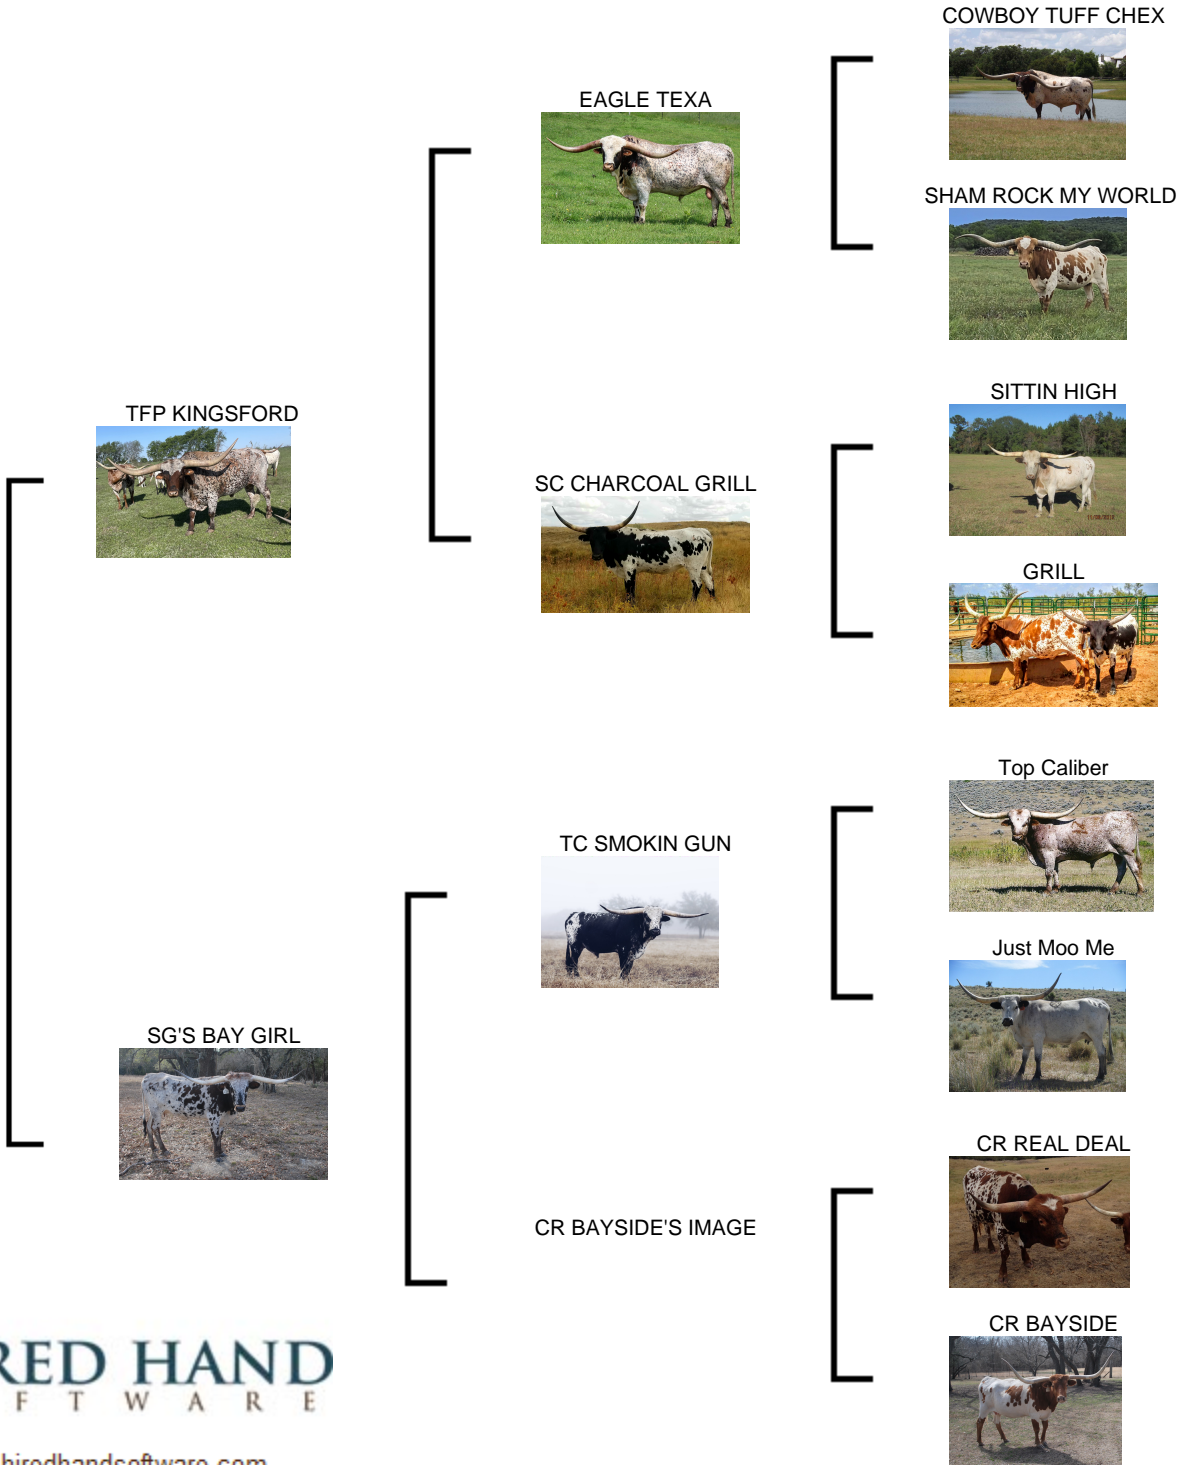 COWBOY TUFF CHEX
EAGLE TEXA
SHAM ROCK MY WORLD
SITTIN HIGH
TFP KINGSFORD
SC CHARCOAL GRILL
GRILL
Top Caliber
TC SMOKIN GUN
Just Moo Me
SG'S BAY GIRL
CR REAL DEAL
CR BAYSIDE'S IMAGE
CR BAYSIDE
RED HAND
F T W A R E
hiredhandsoftware.com